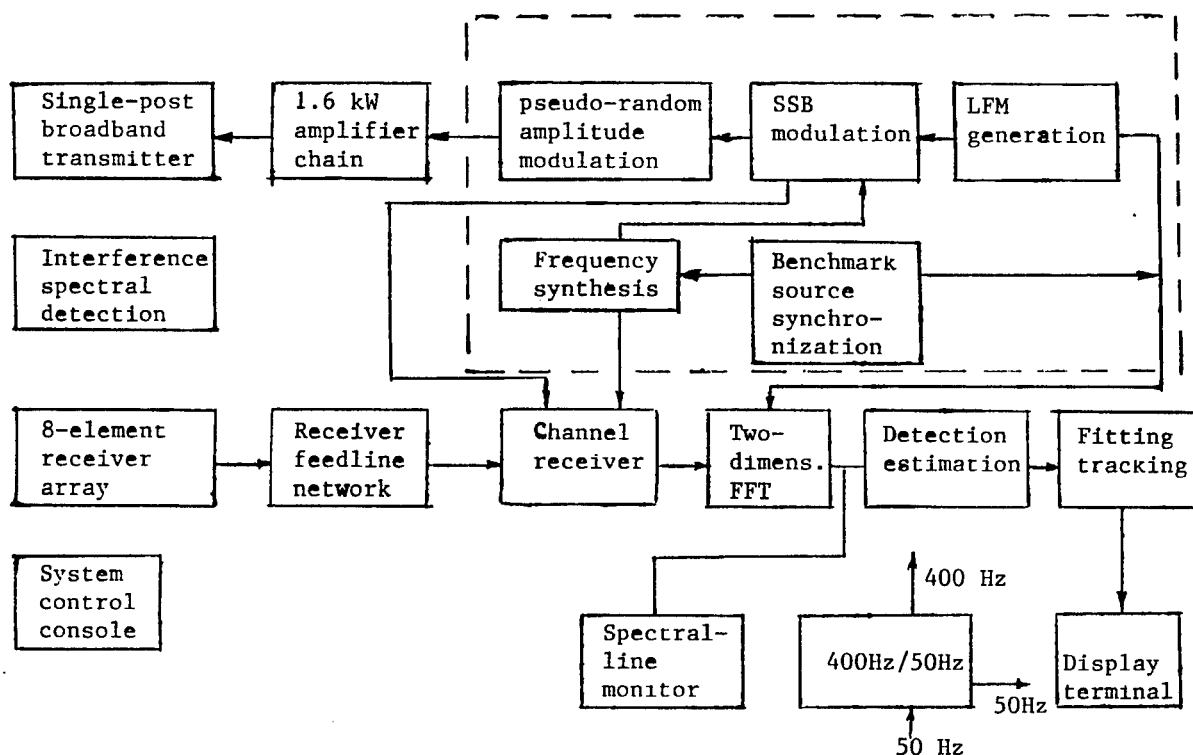 Single-post
broadband
transmitter
1.6 kW
amplifier
chain
pseudo-random
amplitude
modulation
SSB
modulation
LFM
generation
Interference
spectral
detection
Frequency
synthesis
Benchmark
source
synchro-
nization
8-element
receiver
array
Receiver
feedline
network
Channel
receiver
Two-
dimens.
FFT
Detection
estimation
Fitting
tracking
System
control
console
Spectral-
line
monitor
400 Hz
400Hz/50Hz
50Hz
50 Hz
Display
terminal